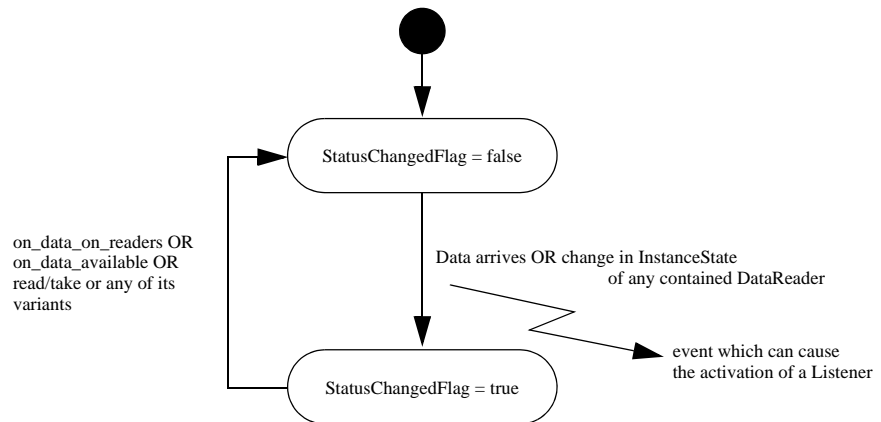 StatusChangedFlag = false
on_data_on_readers OR
on_data_available OR
read/take or any of its
variants
Data arrives OR change in InstanceState
of any contained DataReader
event which can cause
the activation of a Listener
StatusChangedFlag = true